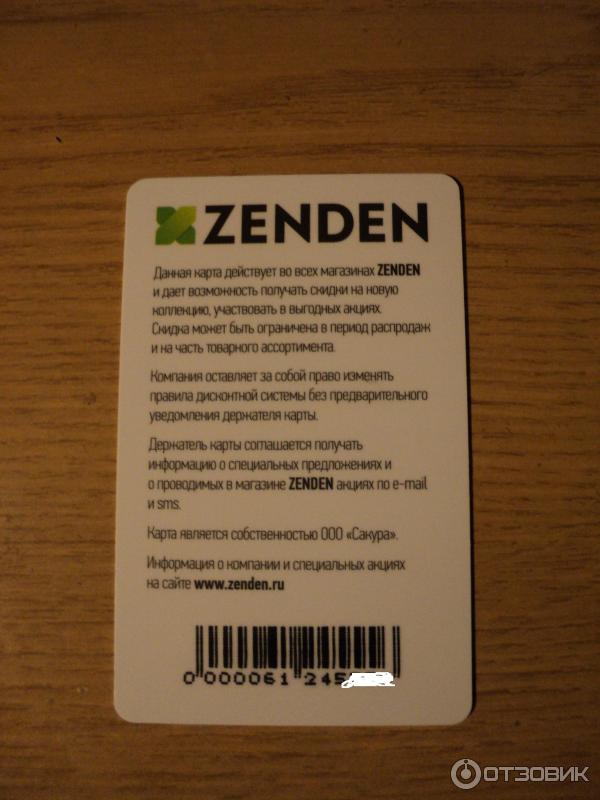 ZENDEN
Данная карта действует во всех магазинах ZENDEN
и дает возможность получать скидки на новую
коллекцию, участвовать в выгодных акциях.
Скидка может быть ограничена в период распродаж
и на часть товарного ассортимента.
Компания оставляет за собой право изменять
правила дисконтной системы без предварительного
уведомления держателя карты.
Держатель карты соглашается получать
информацию о специальных предложениях и
о проводимых в магазине ZENDEN акциях по e-mail
и sms.
Карта является собственностью ООО «Сакура».
Информация о компании и специальных акциях
на сайте www.zenden.ru
0 000061 245
ОТЗОВИК